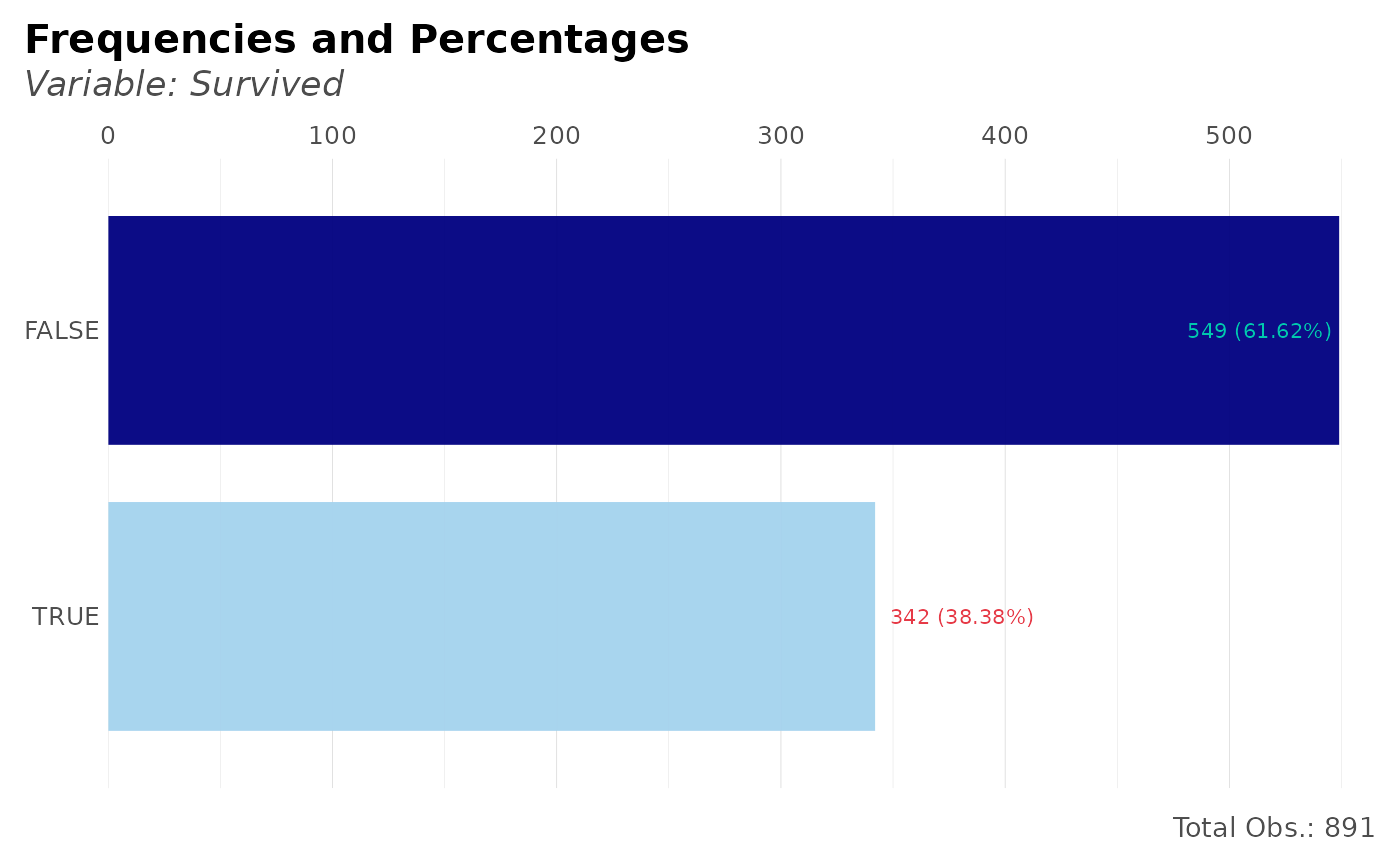 Frequencies and Percentages
Variable: Survived
0 100 200 300 400 500
FALSE 549 (61.62%)
TRUE 342 (38.38%)
Total Obs.: 891